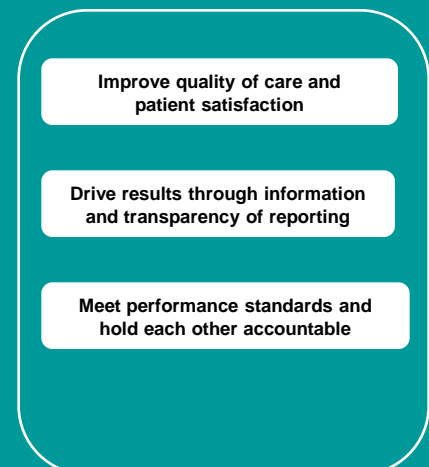 Improve quality of care and
patient satisfaction
Drive results through information
and transparency of reporting
Meet performance standards and
hold each other accountable